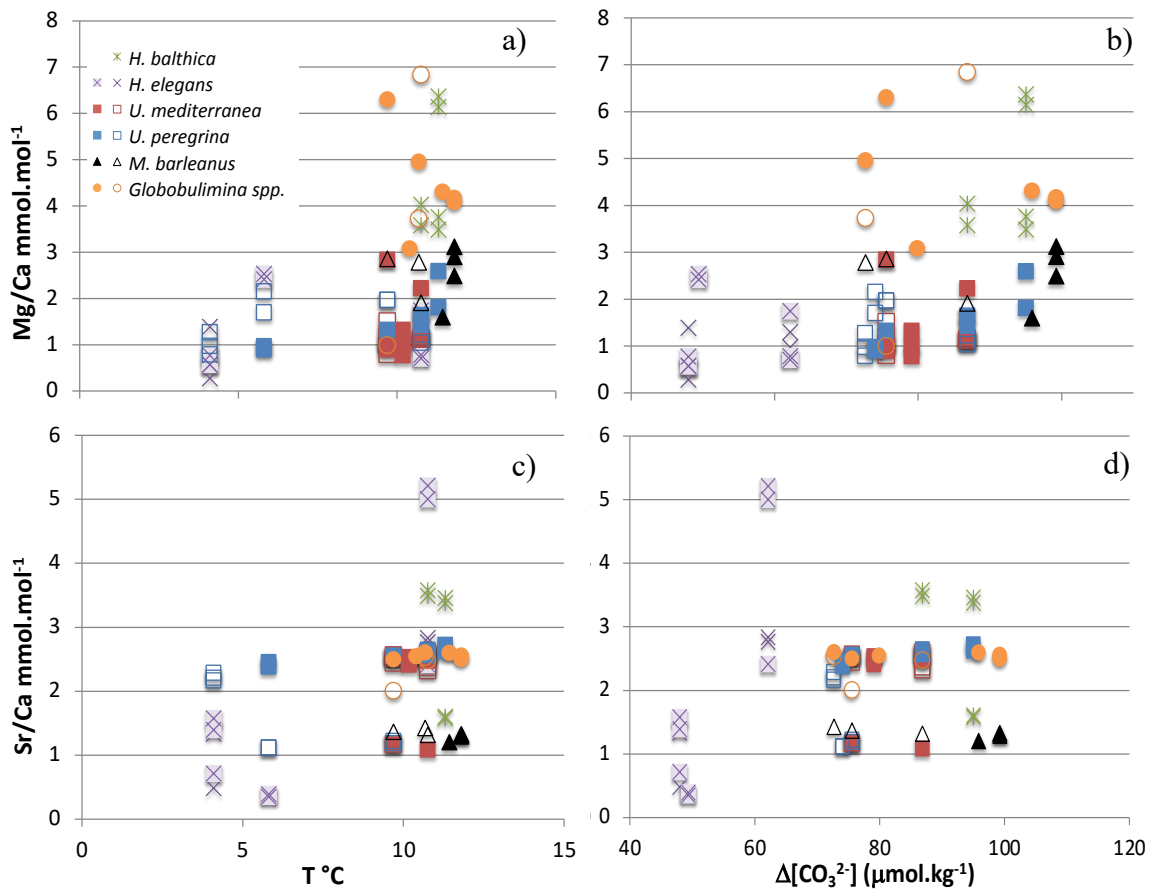 8 a) 8 b)
7 H. balthica 7
H. elegans
6 U. mediterranea 6
U. peregrina
5 M. barleanus 5
Globobulimina spp.
4 4
3 3
2 2
1 1
0 0
Mg/Ca mmol.mol⁻¹
6 c) 6 d)
5 5
4 4
3 3
2 2
1 1
0 0
Sr/Ca mmol.mol⁻¹
0 5 10 15 40 60 80 100 120
T °C Δ[CO₃²⁻] (μmol.kg⁻¹)